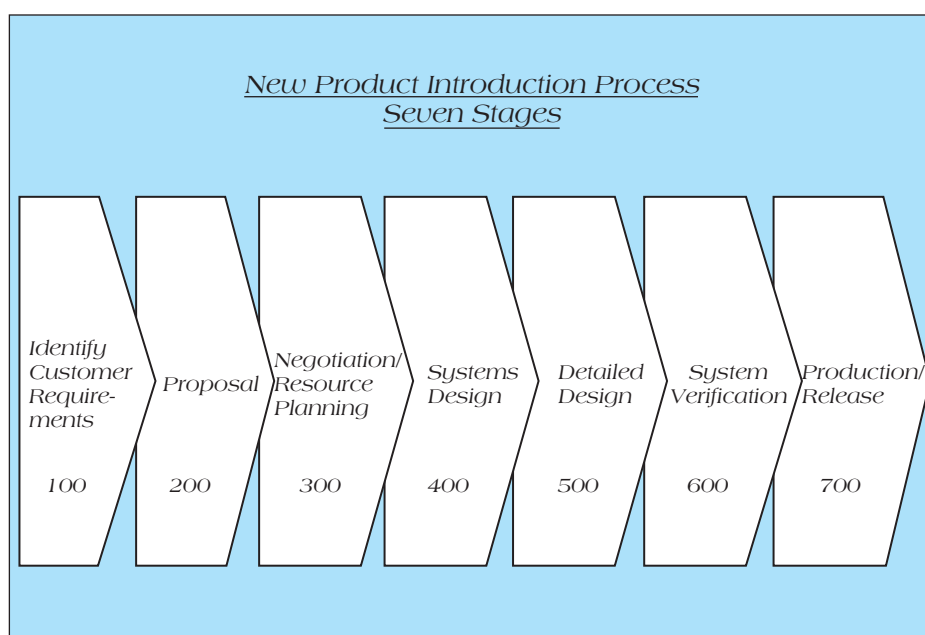 New Product Introduction Process
Seven Stages
Identify
Customer
Require-
ments
100
Proposal
200
Negotiation/
Resource
Planning
300
Systems
Design
400
Detailed
Design
500
System
Verification
600
Production/
Release
700